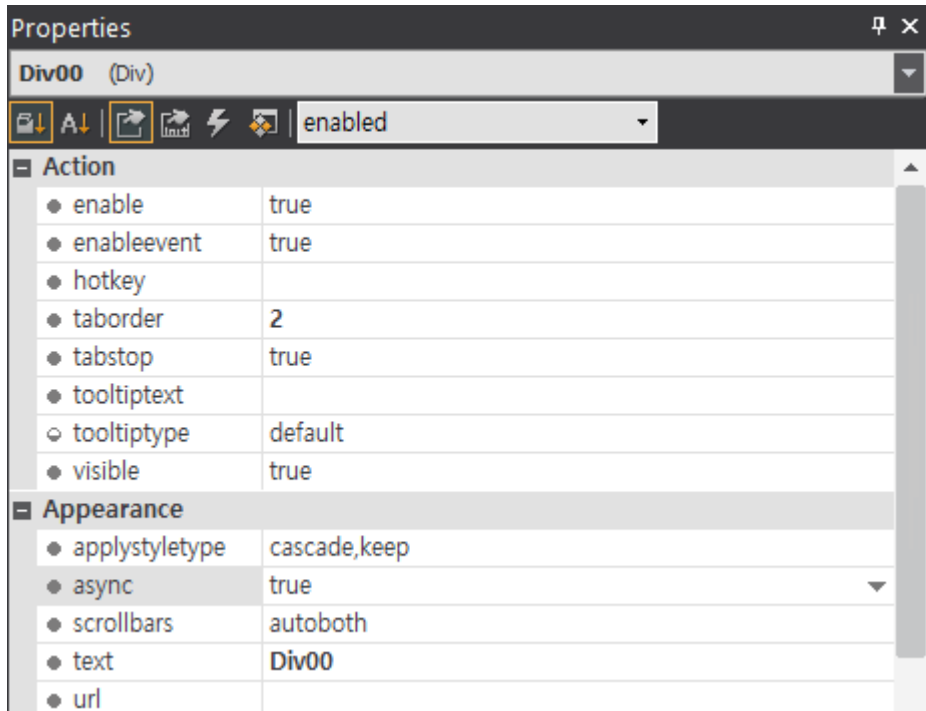 Properties
Div00 (Div)
A Init enabled
Action
enable true
enableevent true
hotkey
taborder 2
tabstop true
tooltiptext
tooltiptype default
visible true
Appearance
applystyletype cascade,keep
async true
scrollbars autoboth
text Div00
url